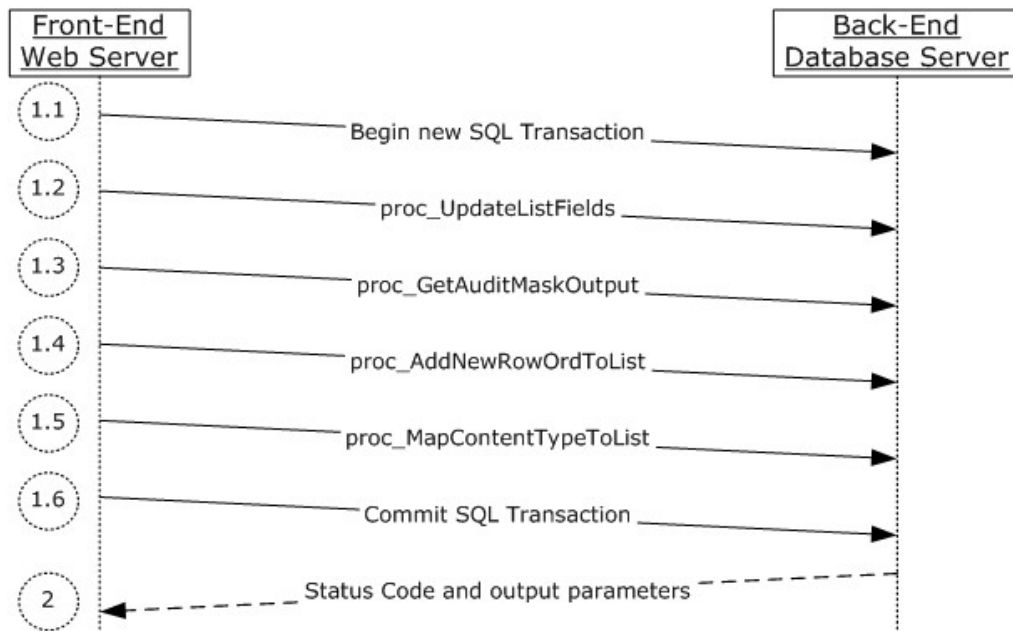 Front-End
Web Server
Back-End
Database Server
1.1
Begin new SQL Transaction
1.2
proc_UpdateListFields
1.3
proc_GetAuditMaskOutput
1.4
proc_AddNewRowOrdToList
1.5
proc_MapContentTypeToList
1.6
Commit SQL Transaction
2
Status Code and output parameters